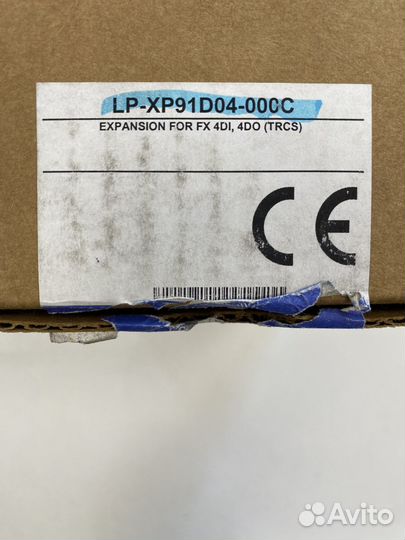 LP-XP91D04-000C
EXPANSION FOR FX 4DI, 4DO (TRCS)
CE
Avito